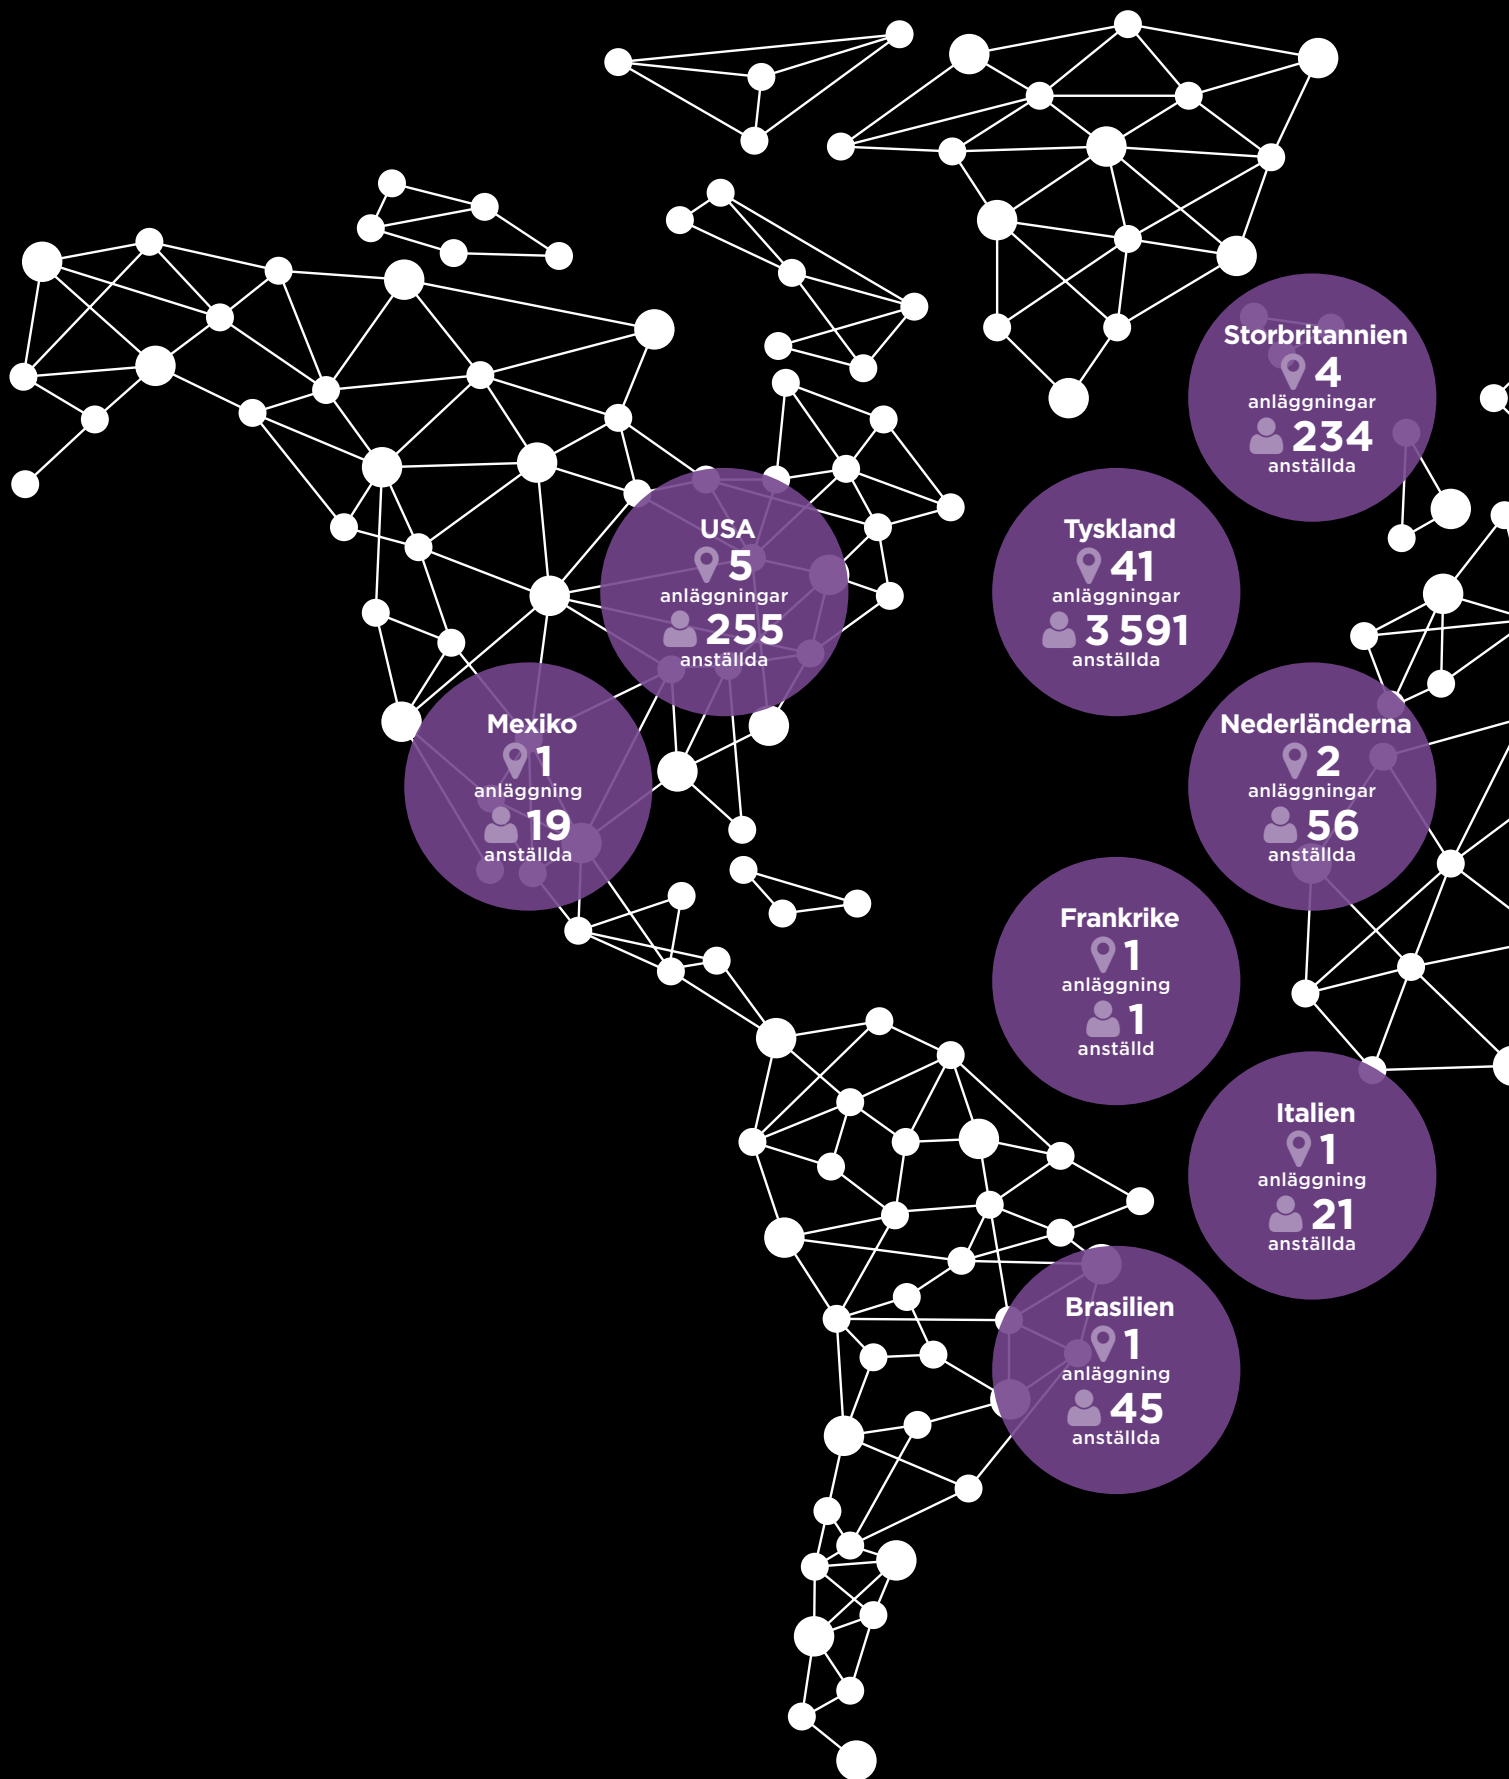 Storbritannien
4
anläggningar
234
anställda
USA
5
anläggningar
255
anställda
Tyskland
41
anläggningar
3 591
anställda
Mexiko
1
anläggning
19
anställda
Nederländerna
2
anläggningar
56
anställda
Frankrike
1
anläggning
1
anställd
Italien
1
anläggning
21
anställda
Brasilien
1
anläggning
45
anställda